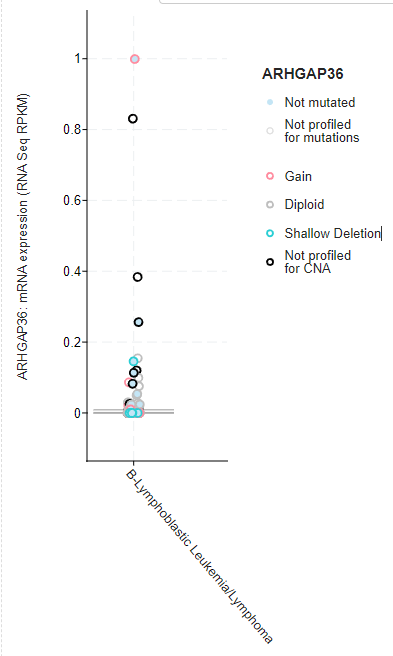 ARHGAP36: mRNA expression (RNA Seq RPKM)
1
0.8
0.6
0.4
0.2
0
B-Lymphoblastic Leukemia/Lymphoma
ARHGAP36
Not mutated
Not profiled
for mutations
Gain
Diploid
Shallow Deletion
Not profiled
for CNA